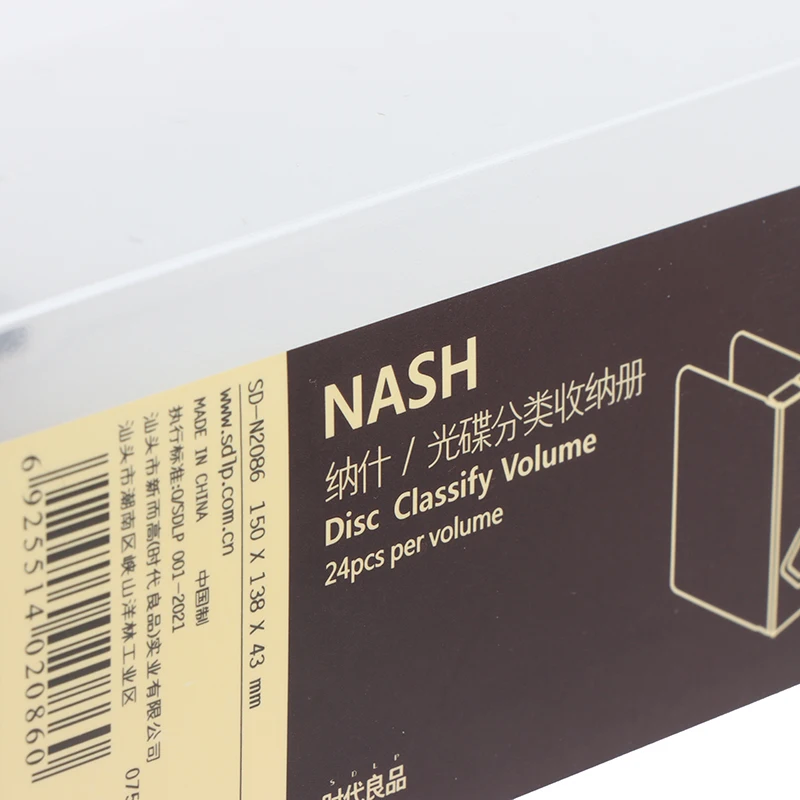 NASH
纳什 / 光碟分类收纳册
Disc Classify Volume
24pcs per volume
SDLP
时代良品
SD-N2086 150 X 138 X 43 mm
www.sdlp.com.cn
MADE IN CHINA 中国制
执行标准:Q/SDLP 001-2021
汕头市新而高(时代良品)实业有限公司
汕头市潮南区峡山洋林工业区
075
6925514020860